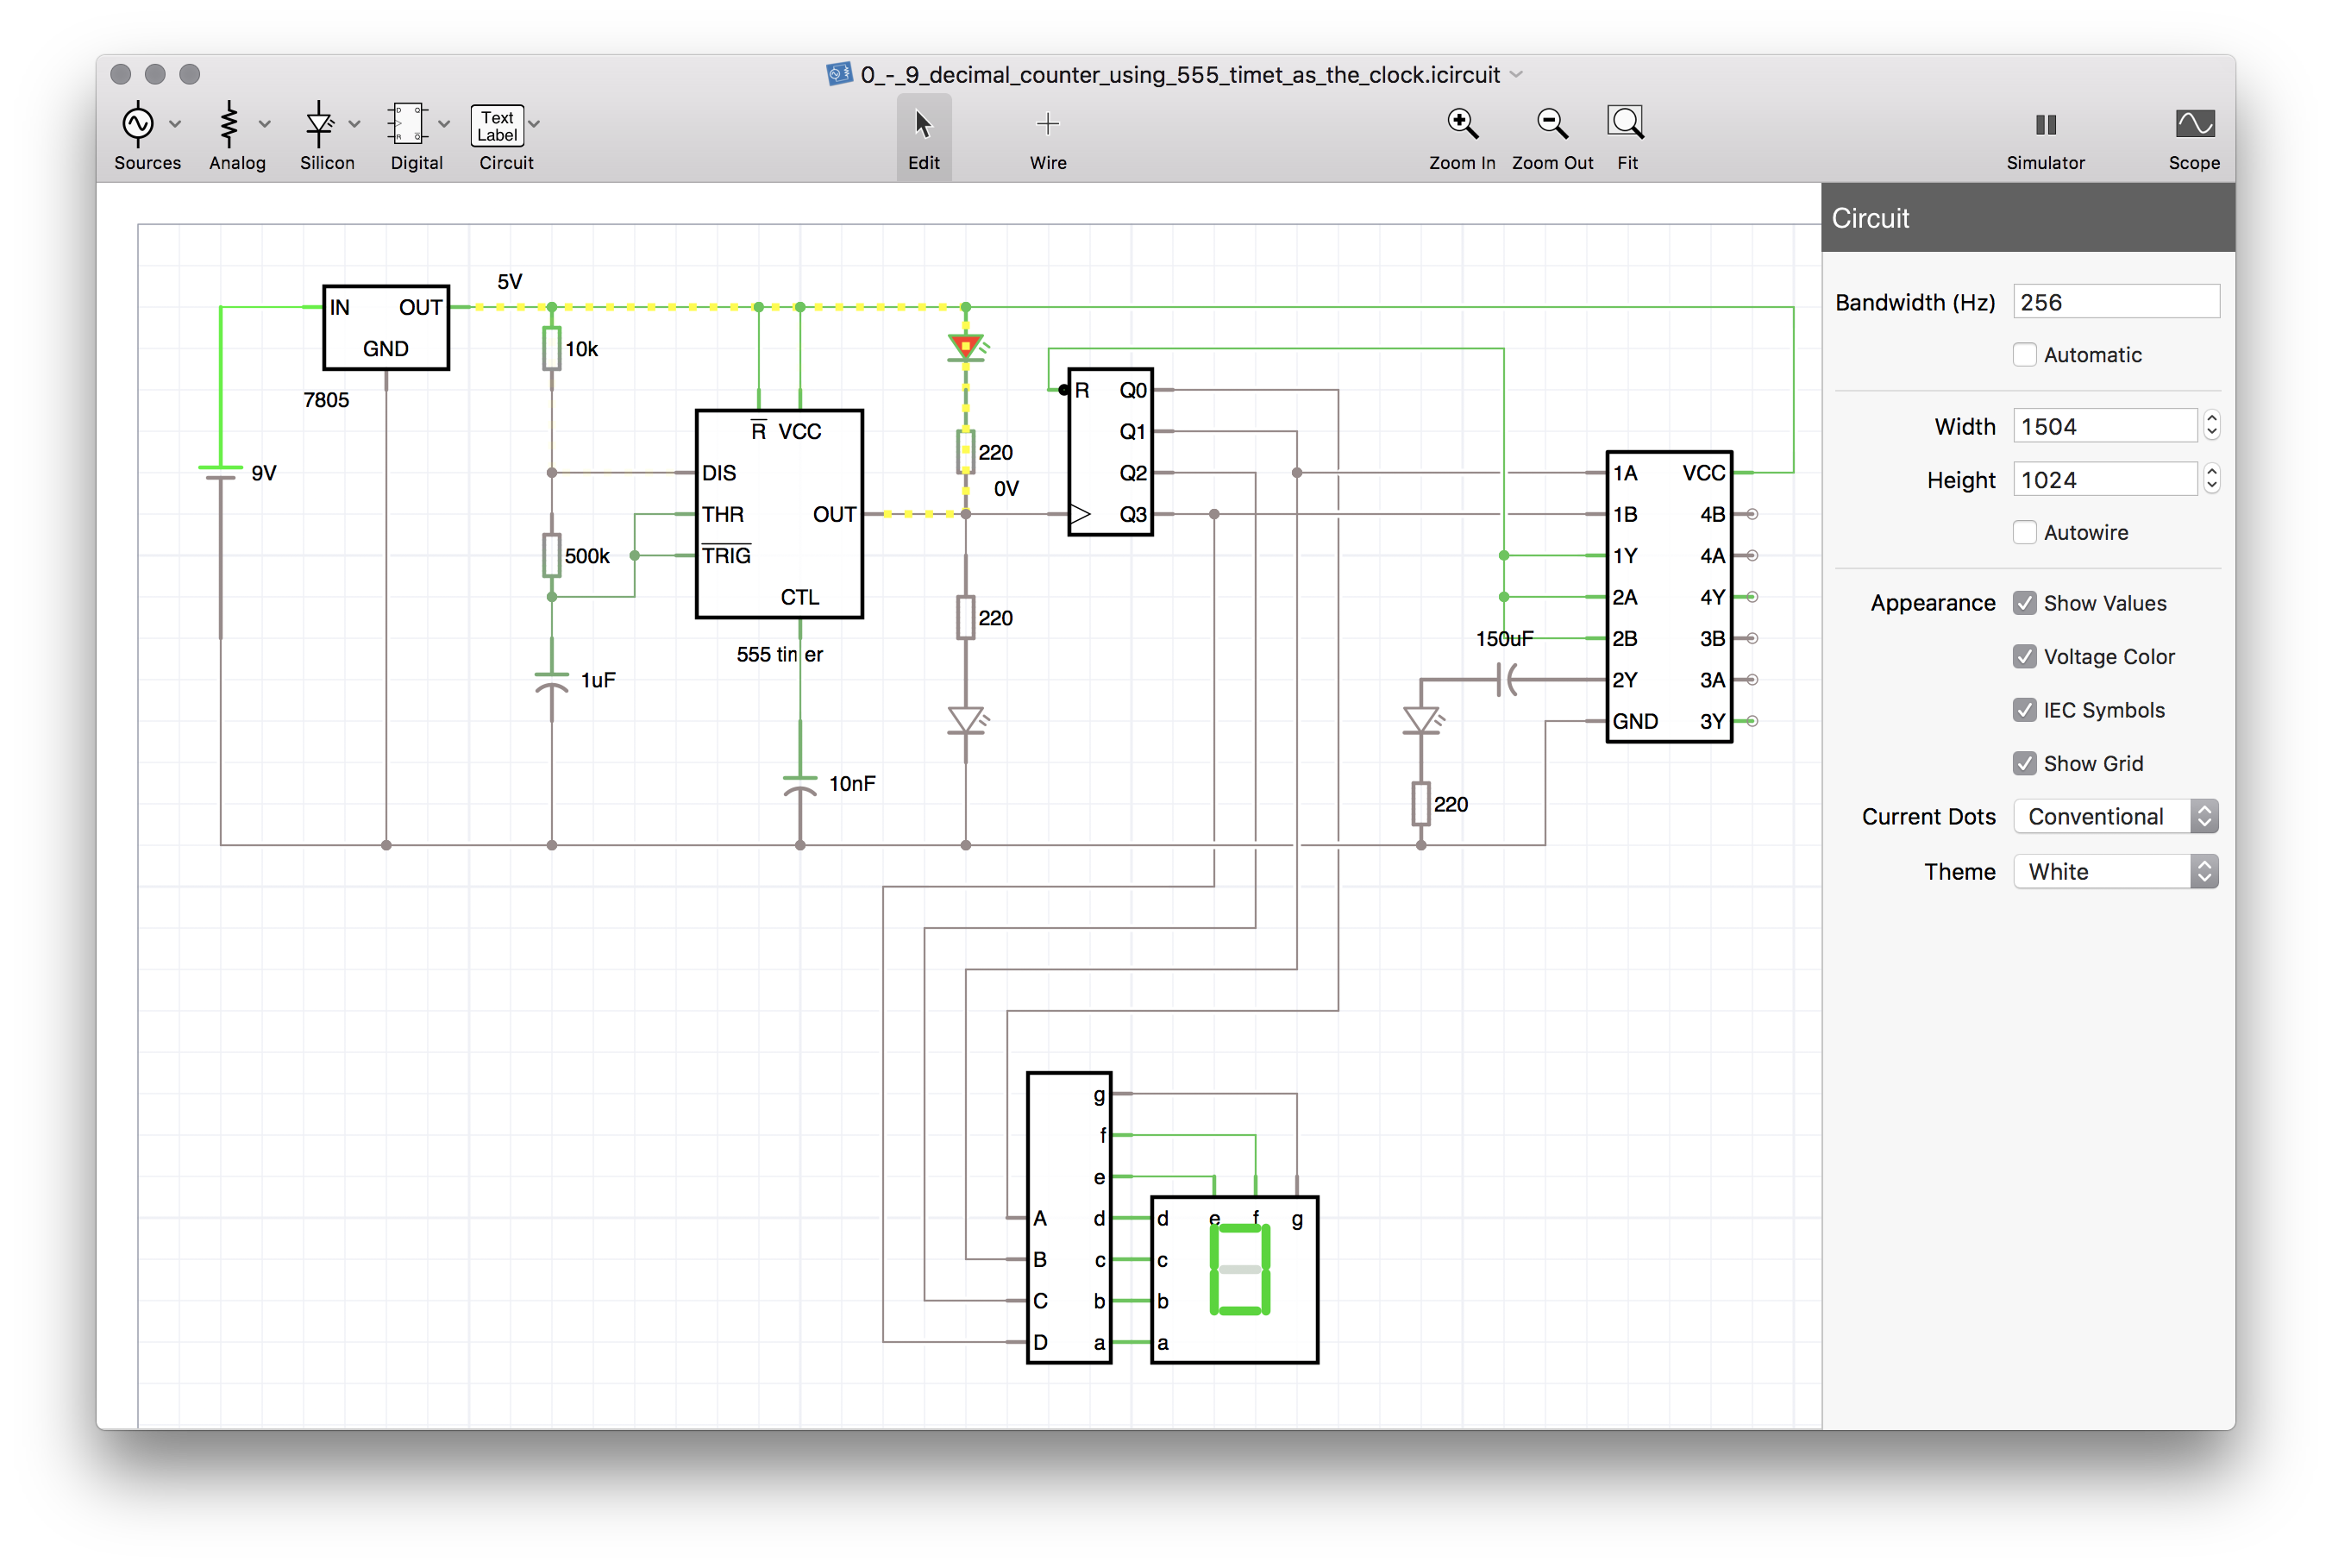 0_-_9_decimal_counter_using_555_timet_as_the_clock.icircuit
Text
Label
Sources
Analog
Silicon
Digital
Circuit
Edit
Wire
Zoom In
Zoom Out
Fit
Simulator
Scope
5V
IN
OUT
GND
7805
9V
10k
500k
1uF
R
VCC
DIS
THR
TRIG
OUT
CTL
555 timer
10nF
220
0V
220
R
Q0
Q1
Q2
Q3
1A
VCC
1B
4B
1Y
4A
2A
4Y
2B
3B
2Y
3A
GND
3Y
150uF
220
g
f
e
A
d
B
c
C
b
D
a
d
e
f
g
c
b
a
Circuit
Bandwidth (Hz)
256
Automatic
Width
1504
Height
1024
Autowire
Appearance
Show Values
Voltage Color
IEC Symbols
Show Grid
Current Dots
Conventional
Theme
White